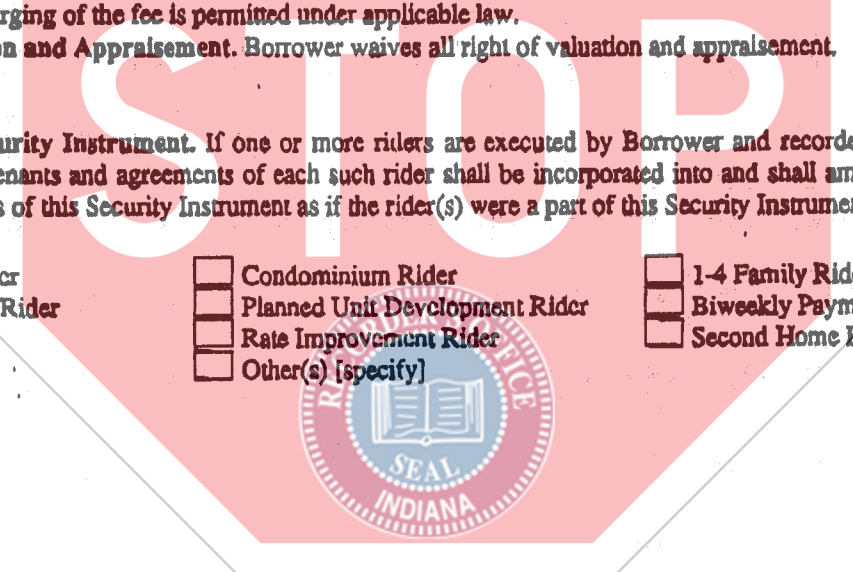 rging of the fee is permitted under applicable law.
on and Appraisement. Borrower waives all right of valuation and appraisement.
urity Instrument. If one or more riders are executed by Borrower and recorde
enants and agreements of each such rider shall be incorporated into and shall am
s of this Security Instrument as if the rider(s) were a part of this Security Instrumen
er Condominium Rider 1-4 Family Ride
Rider Planned Unit Development Rider Biweekly Paym
Rate Improvement Rider Second Home R
Other(s) [specify]
STOP
RECORDER'S OFFICE
SEAL
INDIANA